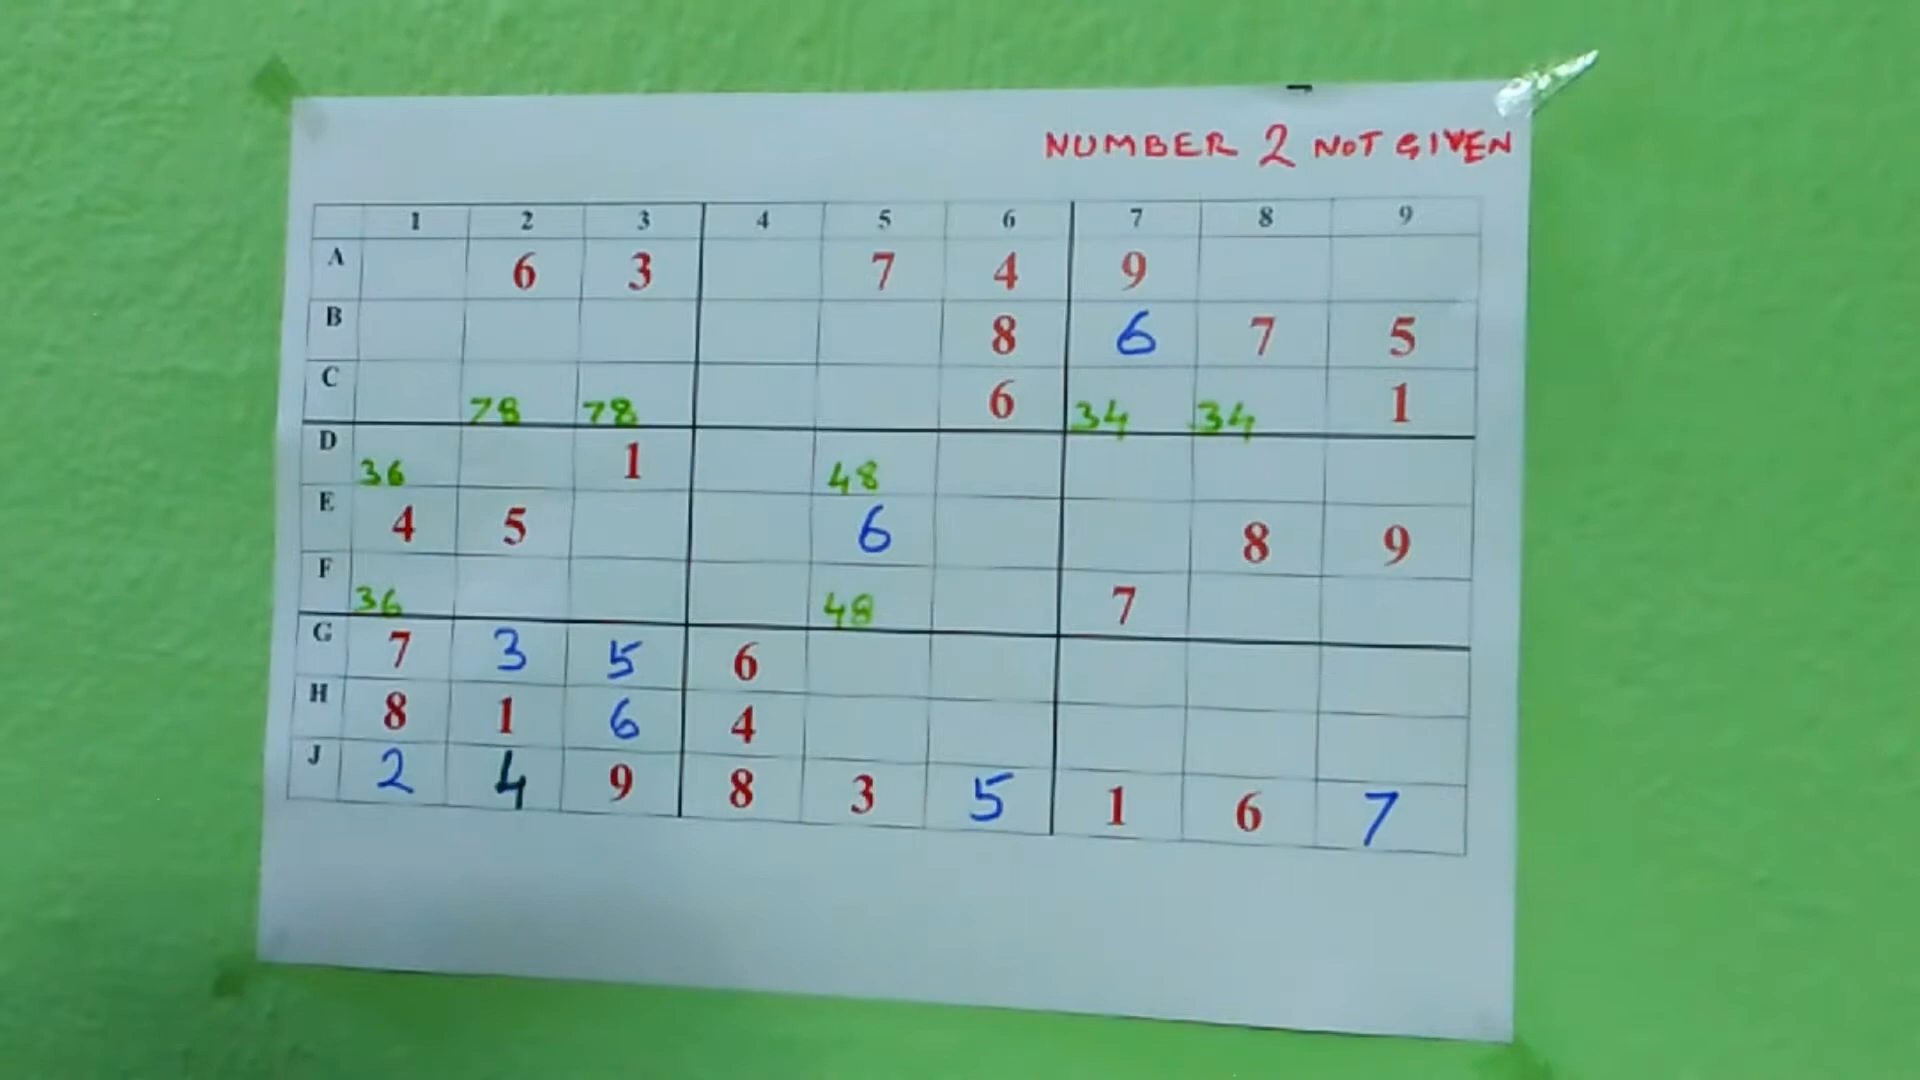 NUMBER 2 NOT GIVEN
1 2 3 4 5 6 7 8 9
A 6 3 7 4 9
B 8 6 7 5
C 78 78 6 34 34 1
D 36 1 48
E 4 5 6 8 9
F 36 48 7
G 7 3 5 6
H 8 1 6 4
J 2 4 9 8 3 5 1 6 7